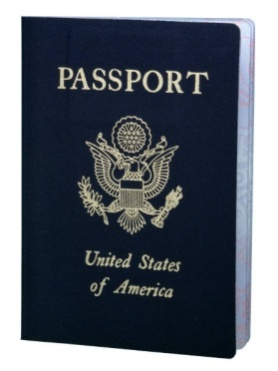 PASSPORT
United States
of America